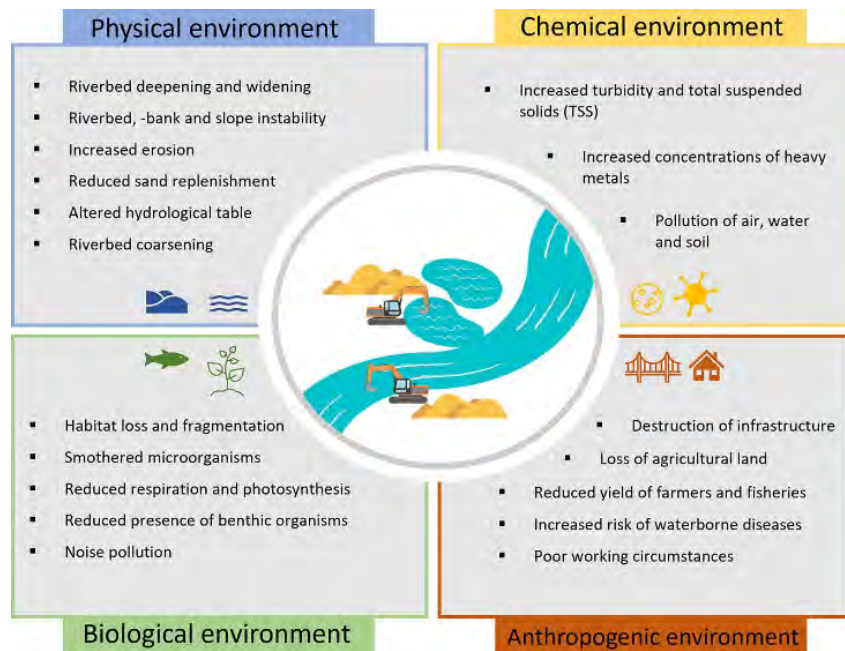 Physical environment
Riverbed deepening and widening
Riverbed, -bank and slope instability
Increased erosion
Reduced sand replenishment
Altered hydrological table
Riverbed coarsening
Chemical environment
Increased turbidity and total suspended
solids (TSS)
Increased concentrations of heavy
metals
Pollution of air, water
and soil
Habitat loss and fragmentation
Smothered microorganisms
Reduced respiration and photosynthesis
Reduced presence of benthic organisms
Noise pollution
Biological environment
Destruction of infrastructure
Loss of agricultural land
Reduced yield of farmers and fisheries
Increased risk of waterborne diseases
Poor working circumstances
Anthropogenic environment